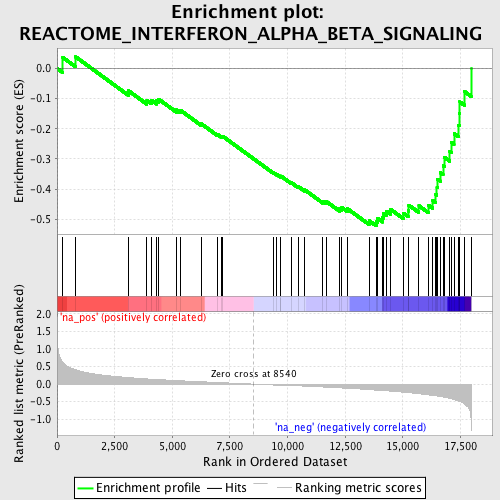 Enrichment plot:
REACTOME_INTERFERON_ALPHA_BETA_SIGNALING
Enrichment score (ES)
0.0
-0.1
-0.2
-0.3
-0.4
-0.5
'na_pos' (positively correlated)
Ranked list metric (PreRanked)
2.0
1.5
1.0
0.5
0.0
-0.5
-1.0
Zero cross at 8540
'na_neg' (negatively correlated)
0 2,500 5,000 7,500 10,000 12,500 15,000 17,500
Rank in Ordered Dataset
Enrichment profile Hits Ranking metric scores